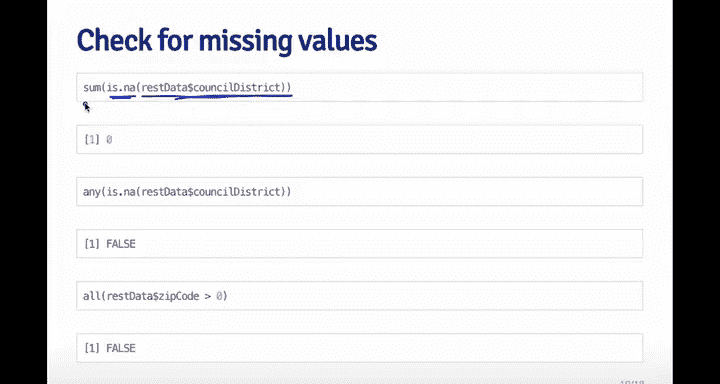 Check for missing values
sum(is.na(restData$councilDistrict))
[1] 0
any(is.na(restData$councilDistrict))
[1] FALSE
all(restData$zipCode > 0)
[1] FALSE